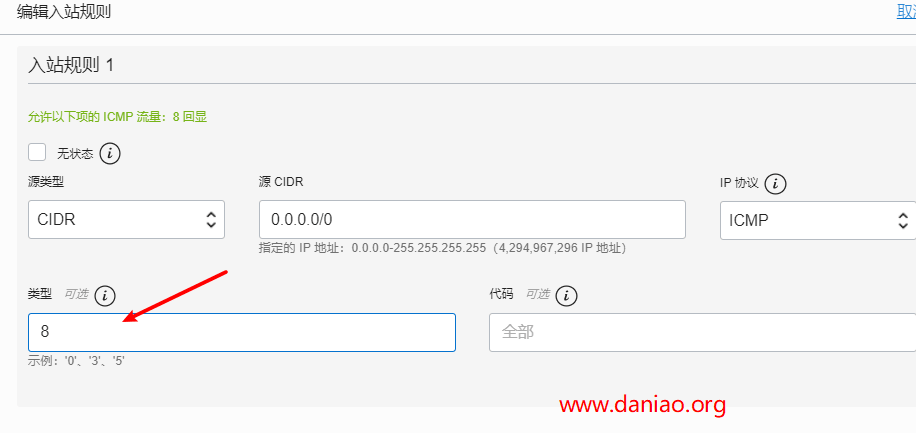 编辑入站规则
入站规则 1
允许以下项的 ICMP 流量：8 回显
无状态 i
源类型 源 CIDR IP 协议 i
CIDR 0.0.0.0/0 ICMP
指定的 IP 地址：0.0.0.0-255.255.255.255（4,294,967,296 IP 地址）
类型 可选 i 代码 可选 i
8 全部
示例：'0'、'3'、'5'
www.daniao.org